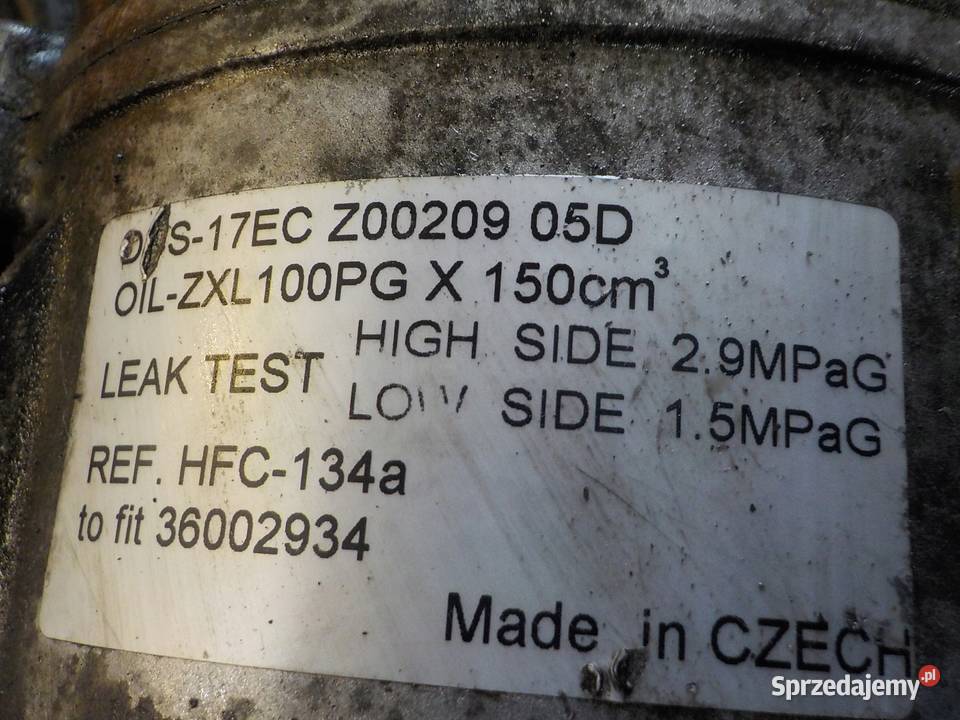 Z00209 05D
OIL-ZXL100PG X 150cm³
LEAK TEST HIGH SIDE 2.9MPaG
LOW SIDE 1.5MPaG
REF. HFC-134a
to fit 36002934
Made in CZECH
Sprzedajemy.pl